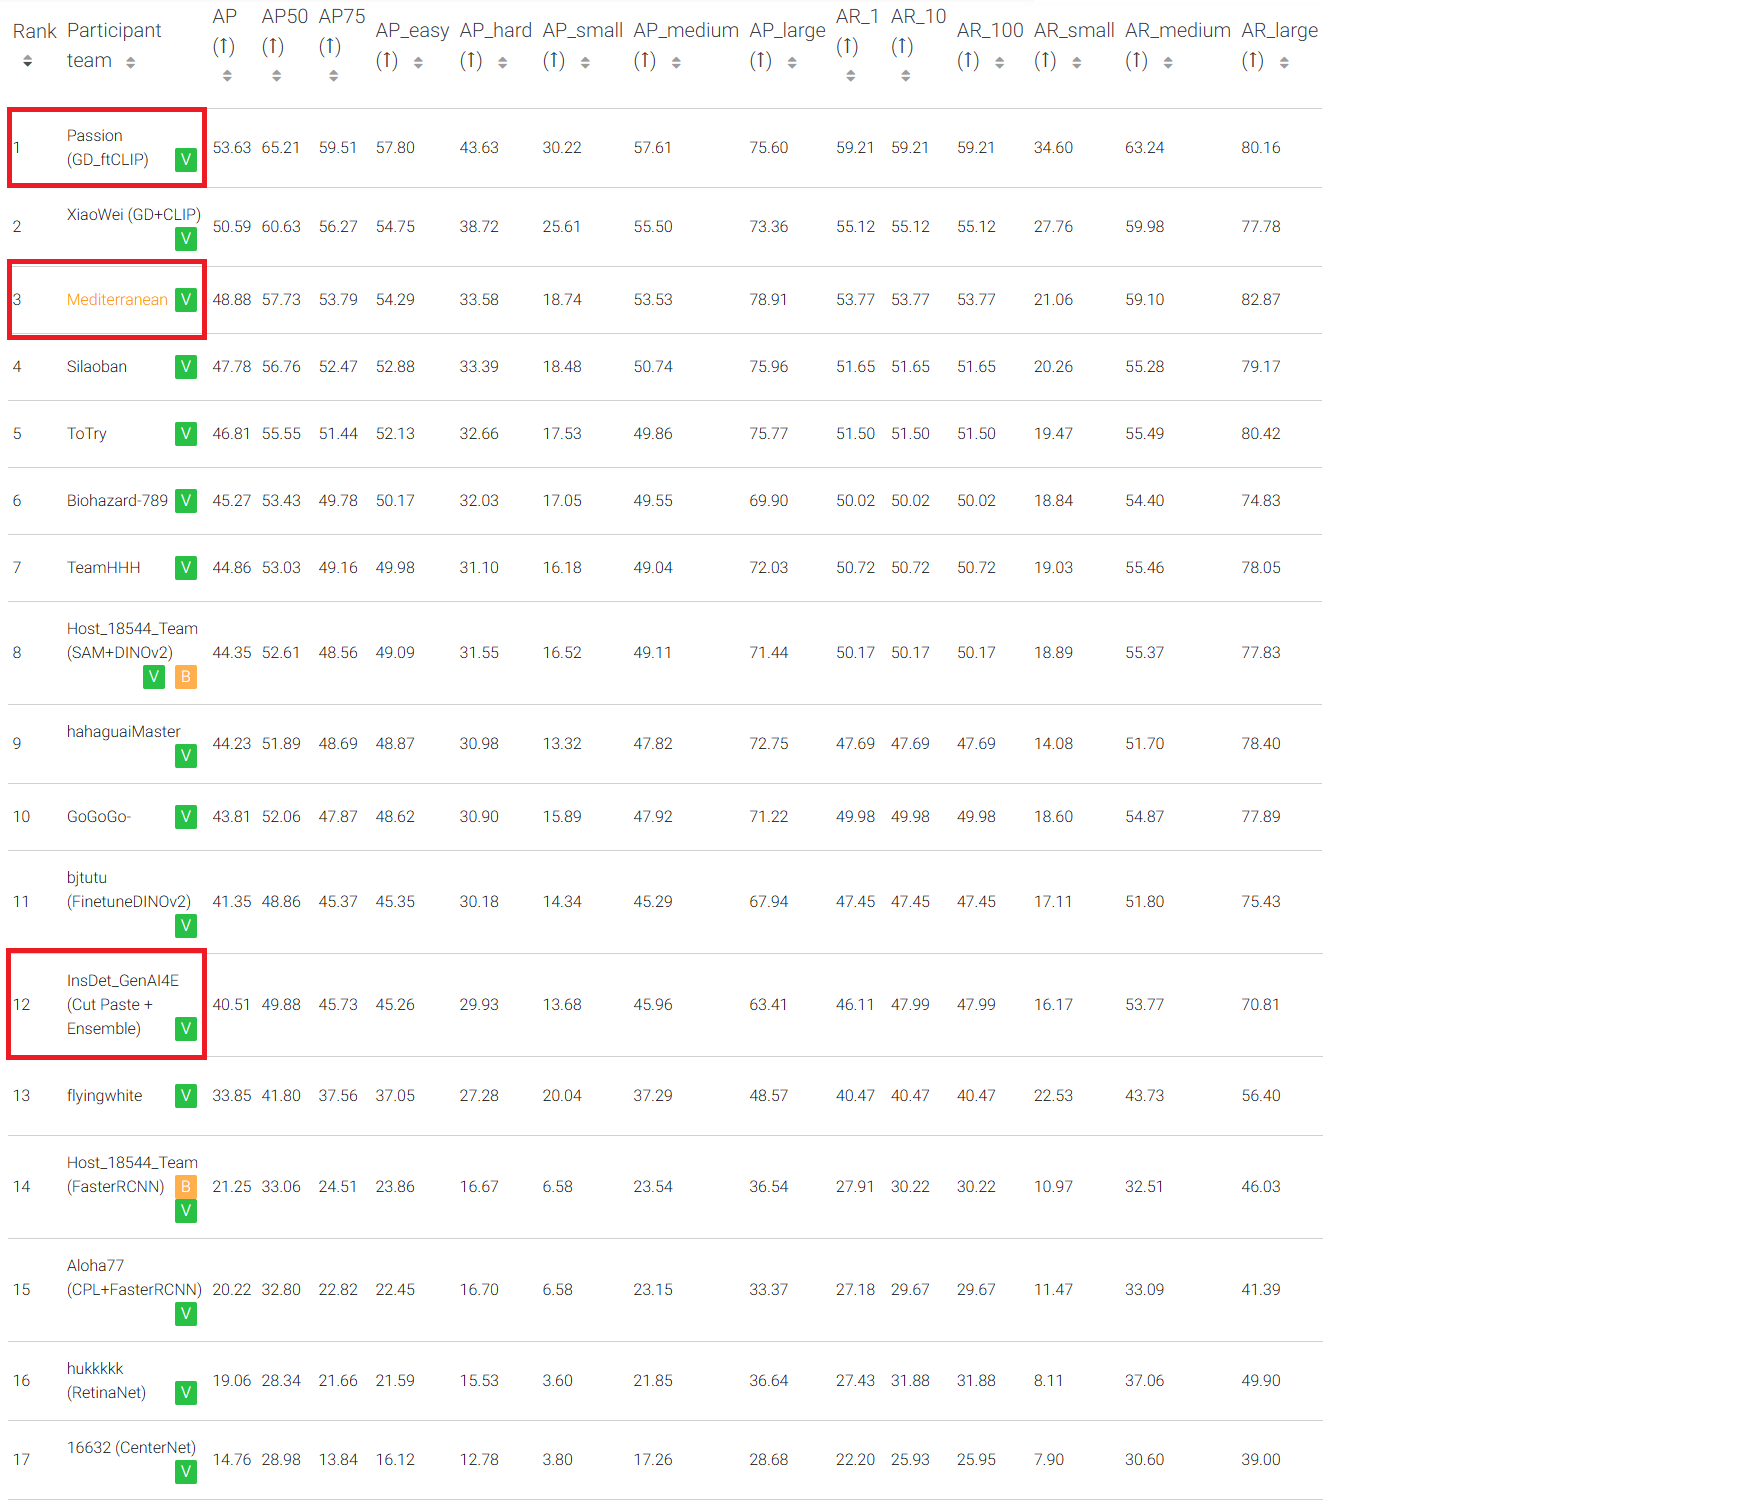 Rank Participant team AP (↑) AP50 (↑) AP75 (↑) AP_easy (↑) AP_hard (↑) AP_small (↑) AP_medium (↑) AP_large (↑) AR_1 (↑) AR_10 (↑) AR_100 (↑) AR_small (↑) AR_medium (↑) AR_large (↑)
1 Passion (GD_ftCLIP) V 53.63 65.21 59.51 57.80 43.63 30.22 57.61 75.60 59.21 59.21 59.21 34.60 63.24 80.16
2 XiaoWei (GD+CLIP) V 50.59 60.63 56.27 54.75 38.72 25.61 55.50 73.36 55.12 55.12 55.12 27.76 59.98 77.78
3 Mediterranean V 48.88 57.73 53.79 54.29 33.58 18.74 53.53 78.91 53.77 53.77 53.77 21.06 59.10 82.87
4 Silaoban V 47.78 56.76 52.47 52.88 33.39 18.48 50.74 75.96 51.65 51.65 51.65 20.26 55.28 79.17
5 ToTry V 46.81 55.55 51.44 52.13 32.66 17.53 49.86 75.77 51.50 51.50 51.50 19.47 55.49 80.42
6 Biohazard-789 V 45.27 53.43 49.78 50.17 32.03 17.05 49.55 69.90 50.02 50.02 50.02 18.84 54.40 74.83
7 TeamHHH V 44.86 53.03 49.16 49.98 31.10 16.18 49.04 72.03 50.72 50.72 50.72 19.03 55.46 78.05
8 Host_18544_Team (SAM+DINOv2) V B 44.35 52.61 48.56 49.09 31.55 16.52 49.11 71.44 50.17 50.17 50.17 18.89 55.37 77.83
9 hahaguaiMaster V 44.23 51.89 48.69 48.87 30.98 13.32 47.82 72.75 47.69 47.69 47.69 14.08 51.70 78.40
10 GoGoGo- V 43.81 52.06 47.87 48.62 30.90 15.89 47.92 71.22 49.98 49.98 49.98 18.60 54.87 77.89
11 bjtutu (FinetuneDINOv2) V 41.35 48.86 45.37 45.35 30.18 14.34 45.29 67.94 47.45 47.45 47.45 17.11 51.80 75.43
12 InsDet_GenAI4E (Cut Paste + Ensemble) V 40.51 49.88 45.73 45.26 29.93 13.68 45.96 63.41 46.11 47.99 47.99 16.17 53.77 70.81
13 flyingwhite V 33.85 41.80 37.56 37.05 27.28 20.04 37.29 48.57 40.47 40.47 40.47 22.53 43.73 56.40
14 Host_18544_Team (FasterRCNN) B V 21.25 33.06 24.51 23.86 16.67 6.58 23.54 36.54 27.91 30.22 30.22 10.97 32.51 46.03
15 Aloha77 (CPL+FasterRCNN) V 20.22 32.80 22.82 22.45 16.70 6.58 23.15 33.37 27.18 29.67 29.67 11.47 33.09 41.39
16 hukkkkk (RetinaNet) V 19.06 28.34 21.66 21.59 15.53 3.60 21.85 36.64 27.43 31.88 31.88 8.11 37.06 49.90
17 16632 (CenterNet) V 14.76 28.98 13.84 16.12 12.78 3.80 17.26 28.68 22.20 25.93 25.95 7.90 30.60 39.00